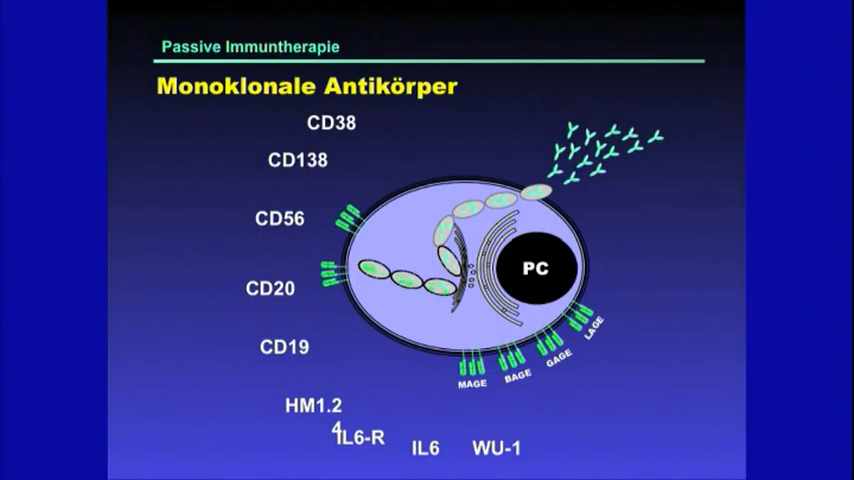 Passive Immuntherapie
Monoklonale Antikörper
CD38
CD138
CD56
CD20
CD19
HM1.2
4
IL6-R
IL6
WU-1
PC
MAGE
BAGE
GAGE
LAGE